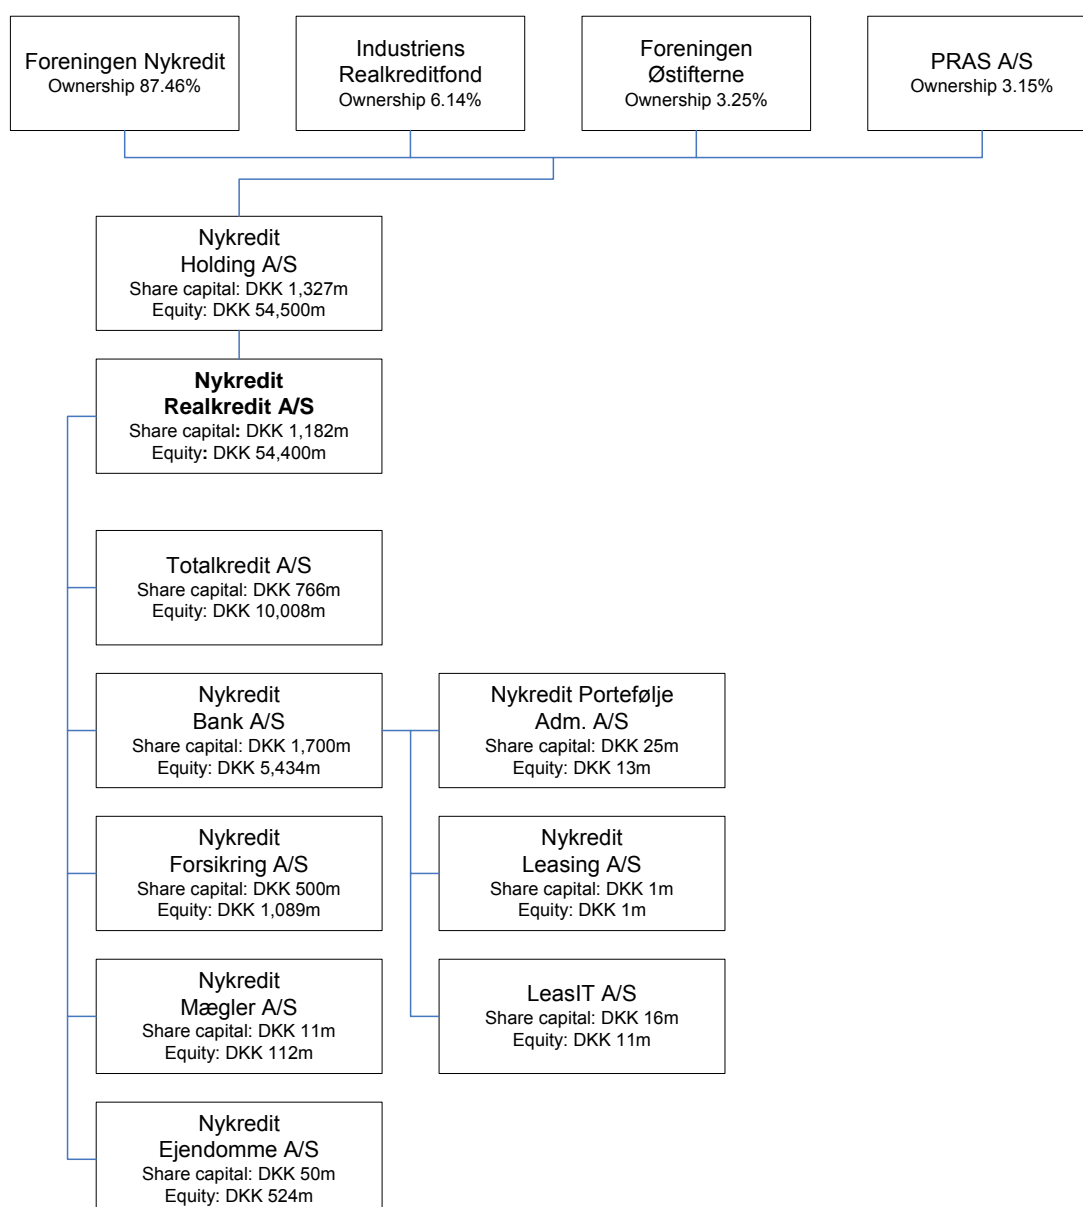 Foreningen Nykredit
Ownership 87.46%
Industriens
Realkreditfond
Ownership 6.14%
Foreningen
Østifterne
Ownership 3.25%
PRAS A/S
Ownership 3.15%
Nykredit
Holding A/S
Share capital: DKK 1,327m
Equity: DKK 54,500m
Nykredit
Realkredit A/S
Share capital: DKK 1,182m
Equity: DKK 54,400m
Totalkredit A/S
Share capital: DKK 766m
Equity: DKK 10,008m
Nykredit
Bank A/S
Share capital: DKK 1,700m
Equity: DKK 5,434m
Nykredit Portefølje
Adm. A/S
Share capital: DKK 25m
Equity: DKK 13m
Nykredit
Forsikring A/S
Share capital: DKK 500m
Equity: DKK 1,089m
Nykredit
Leasing A/S
Share capital: DKK 1m
Equity: DKK 1m
Nykredit
Mægler A/S
Share capital: DKK 11m
Equity: DKK 112m
LeasIT A/S
Share capital: DKK 16m
Equity: DKK 11m
Nykredit
Ejendomme A/S
Share capital: DKK 50m
Equity: DKK 524m